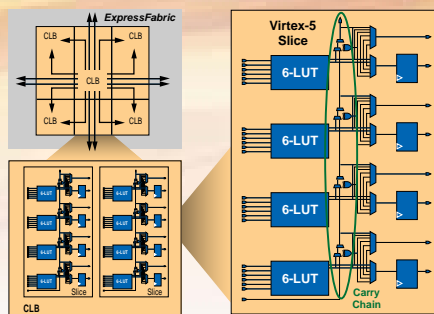 ExpressFabric
CLB
CLB
CLB
CLB
CLB
6-LUT
6-LUT
6-LUT
6-LUT
6-LUT
6-LUT
6-LUT
6-LUT
Slice
Slice
CLB
Virtex-5
Slice
6-LUT
6-LUT
6-LUT
6-LUT
Carry
Chain